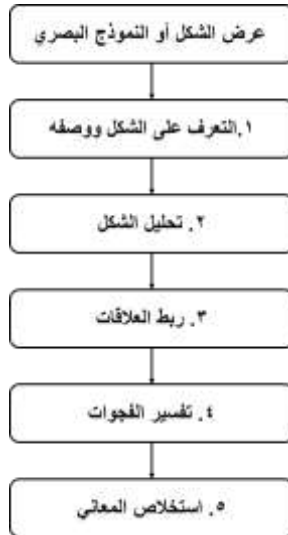 عرض الشكل أو النموذج البصري
١.التعرف على الشكل ووصفه
٢. تحليل الشكل
٣. ربط العلاقات
٤. تفسير الفجوات
٥. استخلاص المعاني